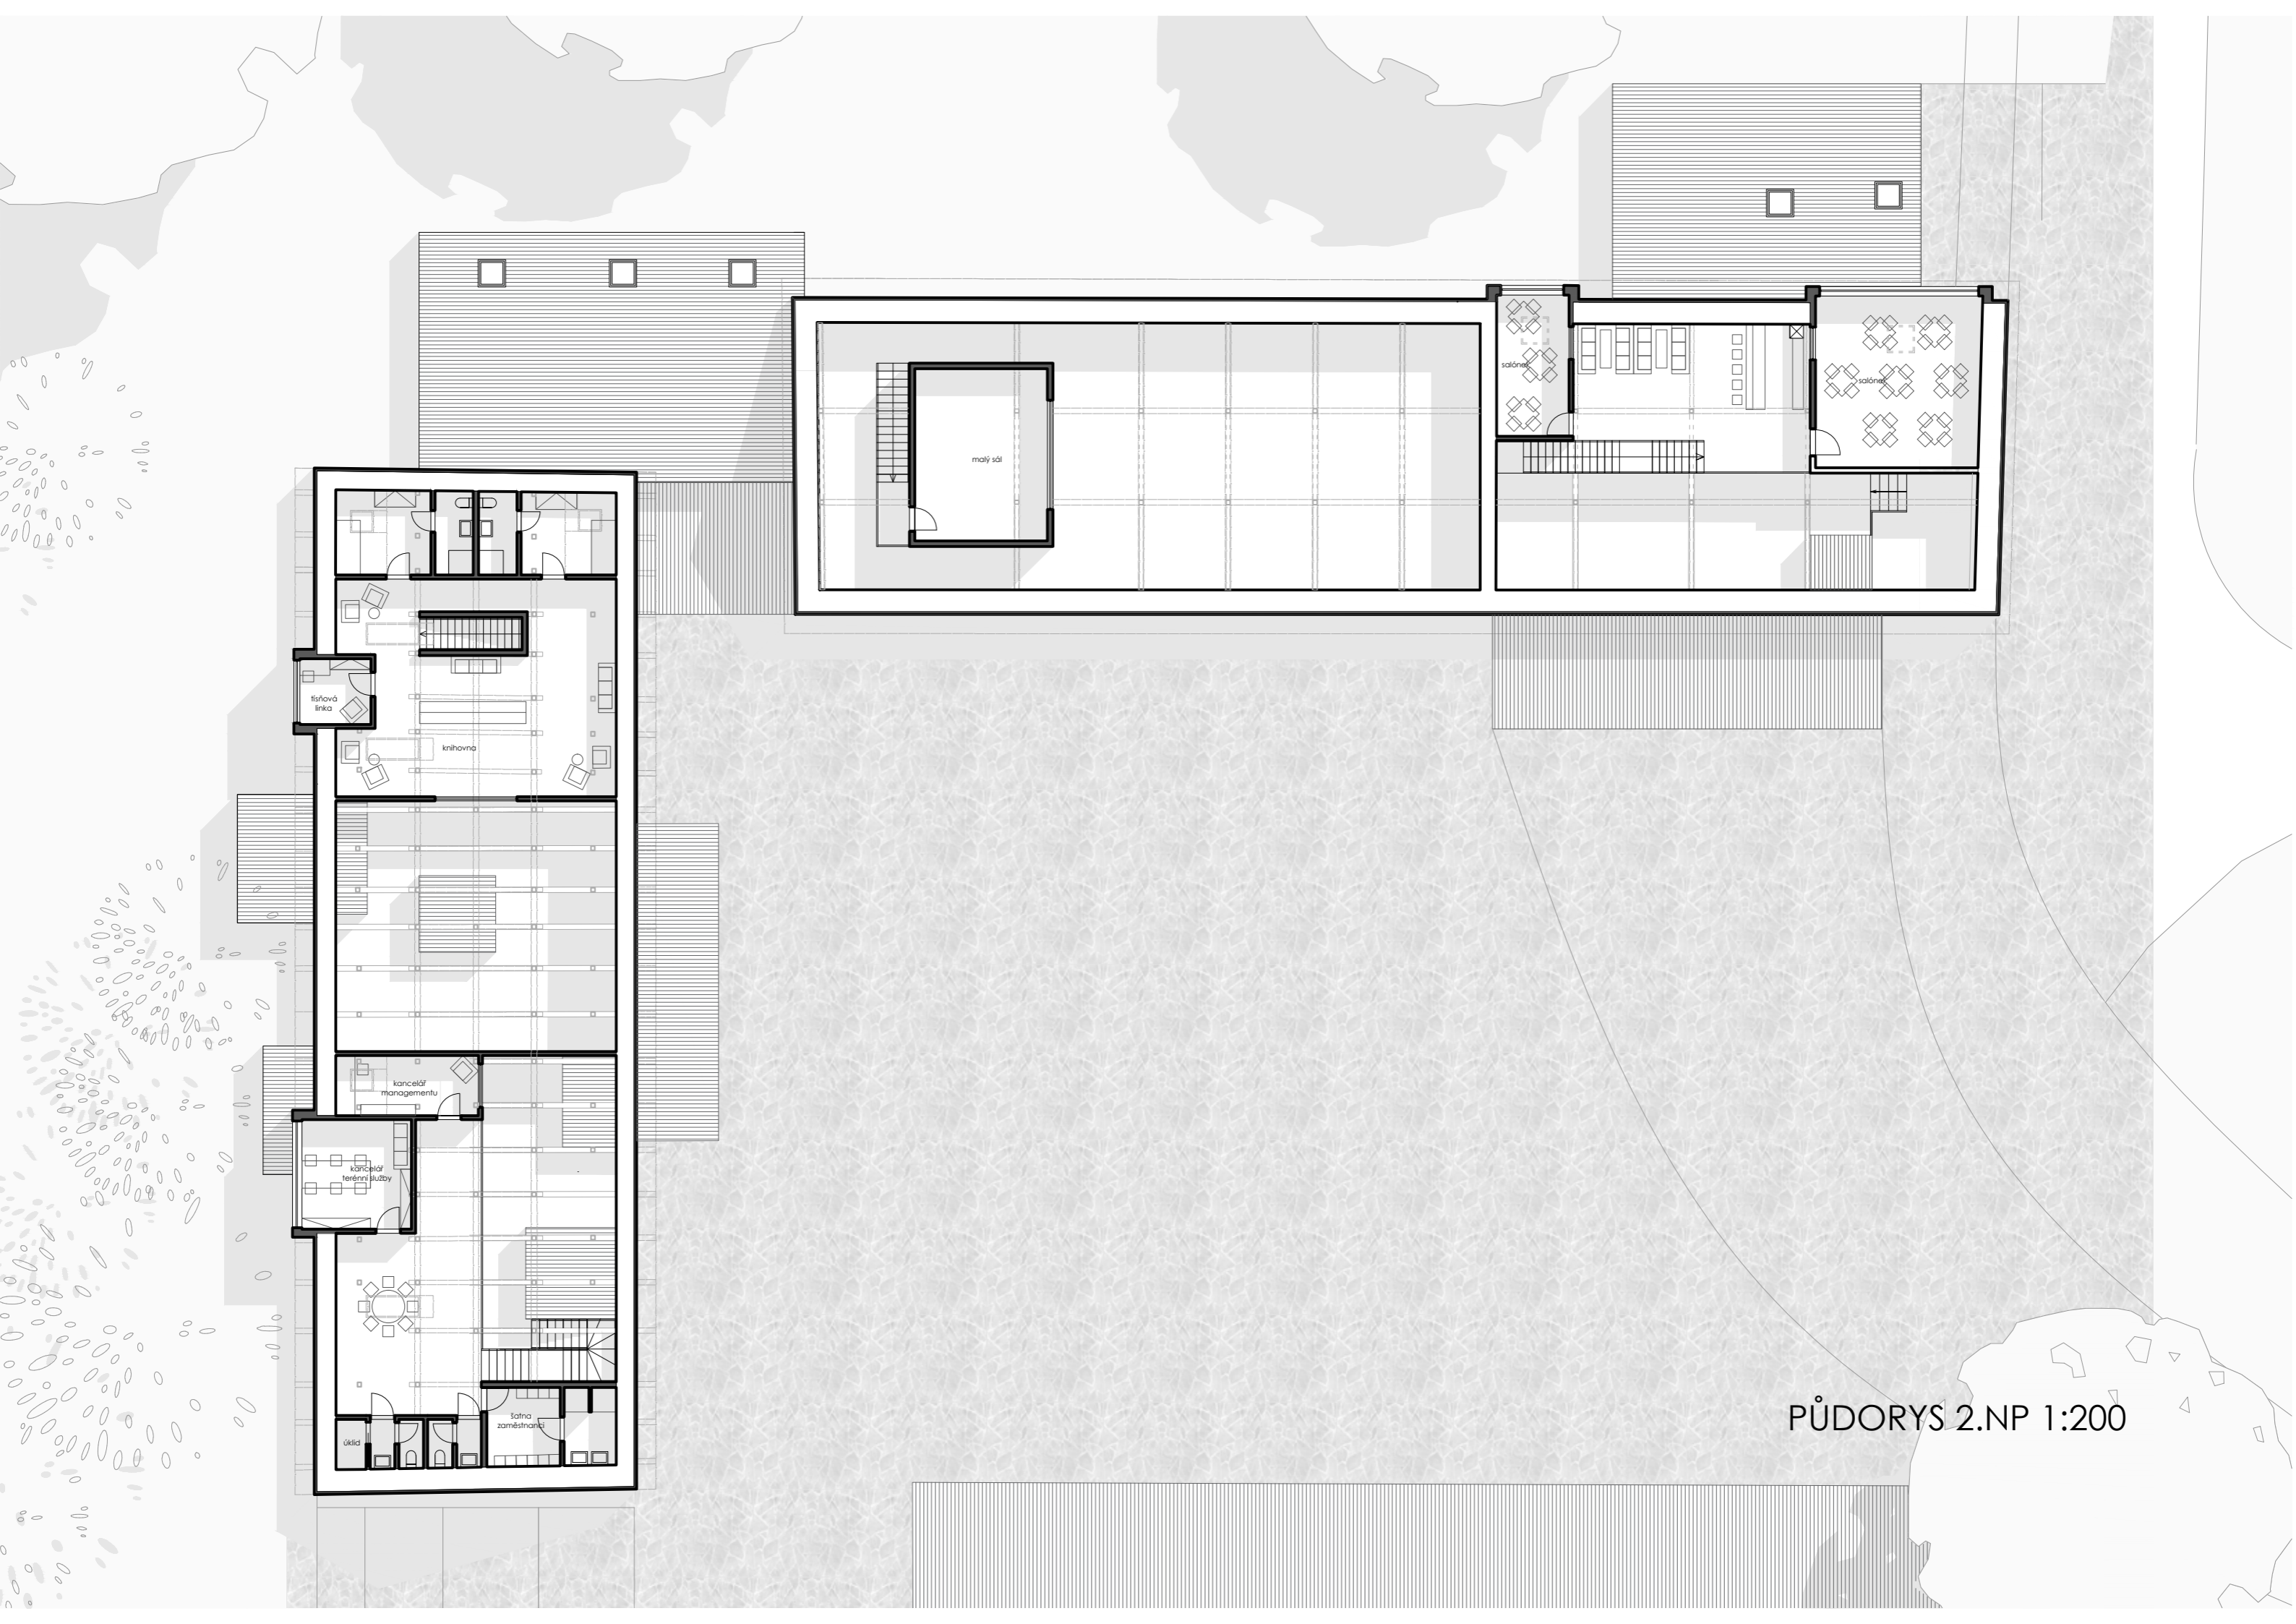 salónek
salónek
malý sál
tísňová
linka
knihovna
kancelář
managementu
kancelář
terénní služby
šatna
zaměstnanci
úklid
PŮDORYS 2.NP 1:200